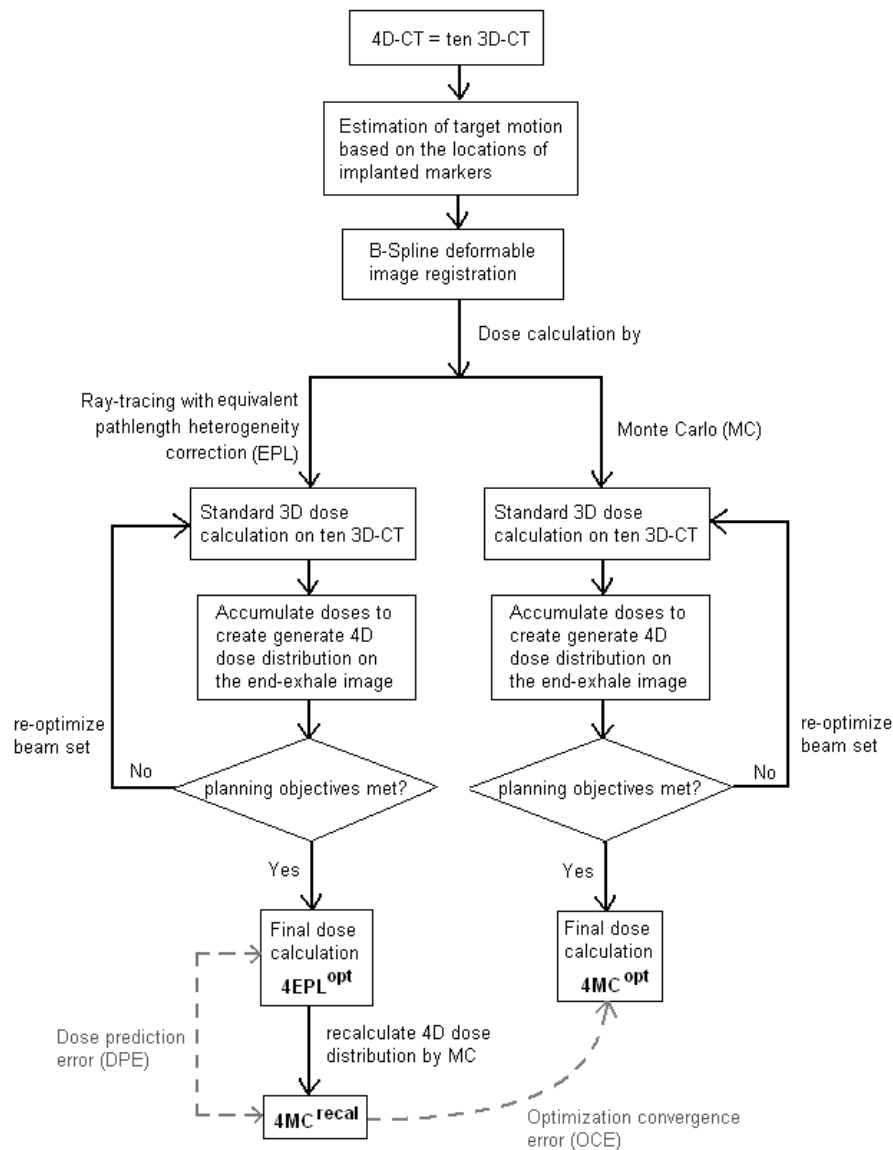 4D-CT = ten 3D-CT
Estimation of target motion
based on the locations of
implanted markers
B-Spline deformable
image registration
Dose calculation by
Ray-tracing with equivalent
pathlength heterogeneity
correction (EPL)
Monte Carlo (MC)
Standard 3D dose
calculation on ten 3D-CT
Standard 3D dose
calculation on ten 3D-CT
Accumulate doses to
create generate 4D
dose distribution on
the end-exhale image
Accumulate doses to
create generate 4D
dose distribution on
the end-exhale image
re-optimize
beam set
re-optimize
beam set
No
planning objectives met?
planning objectives met?
No
Yes
Yes
Final dose
calculation
4EPL^opt
Final dose
calculation
4MC^opt
Dose prediction
error (DPE)
recalculate 4D dose
distribution by MC
4MC^recal
Optimization convergence
error (OCE)